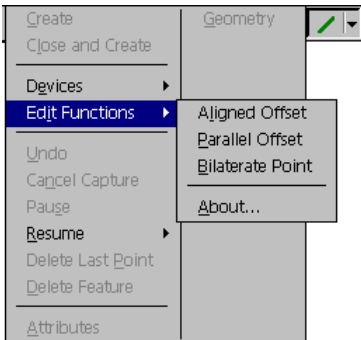 Create
Close and Create
Devices
Edit Functions
Undo
Cancel Capture
Pause
Resume
Delete Last Point
Delete Feature
Attributes
Geometry
Aligned Offset
Parallel Offset
Bilaterate Point
About...